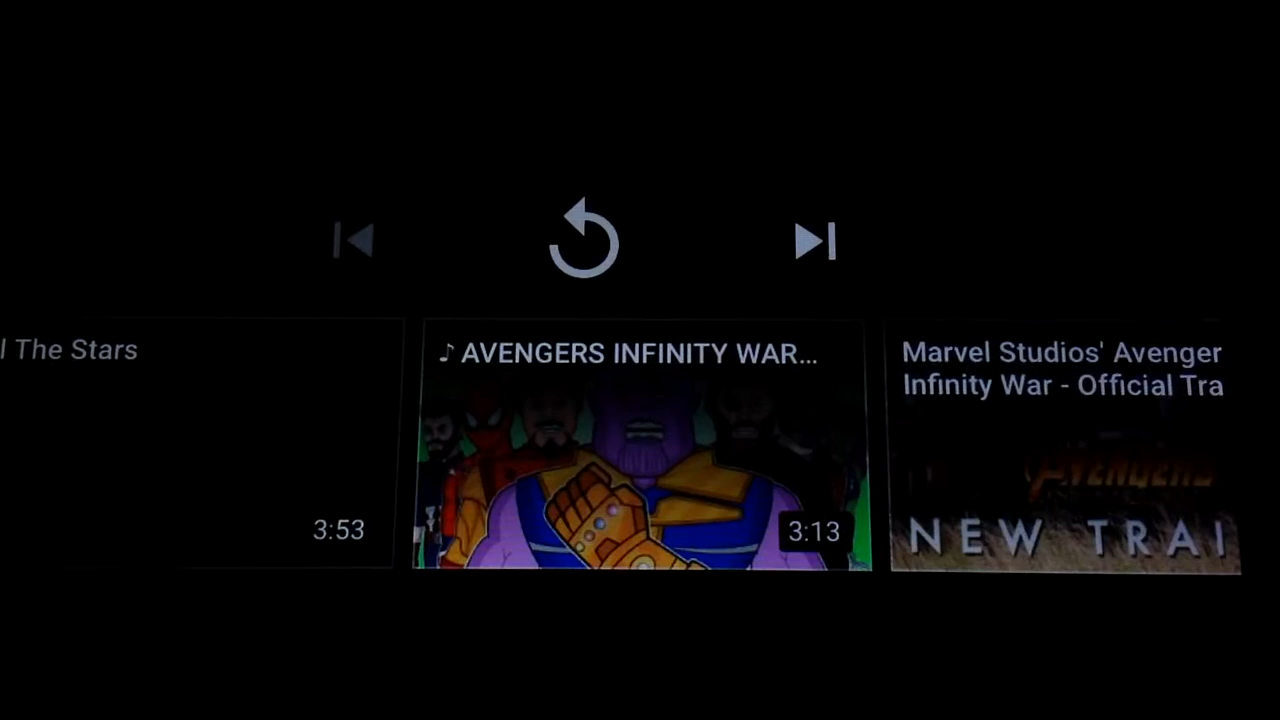 l The Stars
3:53
♪ AVENGERS INFINITY WAR...
3:13
Marvel Studios' Avenger
Infinity War - Official Tra
AVENGERS
NEW TRAI